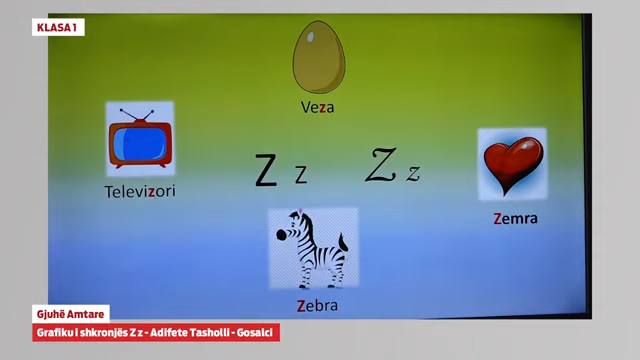 KLASA 1
Veza
Televizori
Z z
Z z
Zemra
Zebra
Gjuhë Amtare
Grafiku i shkronjës Z z - Adifete Tasholli - Gosalci